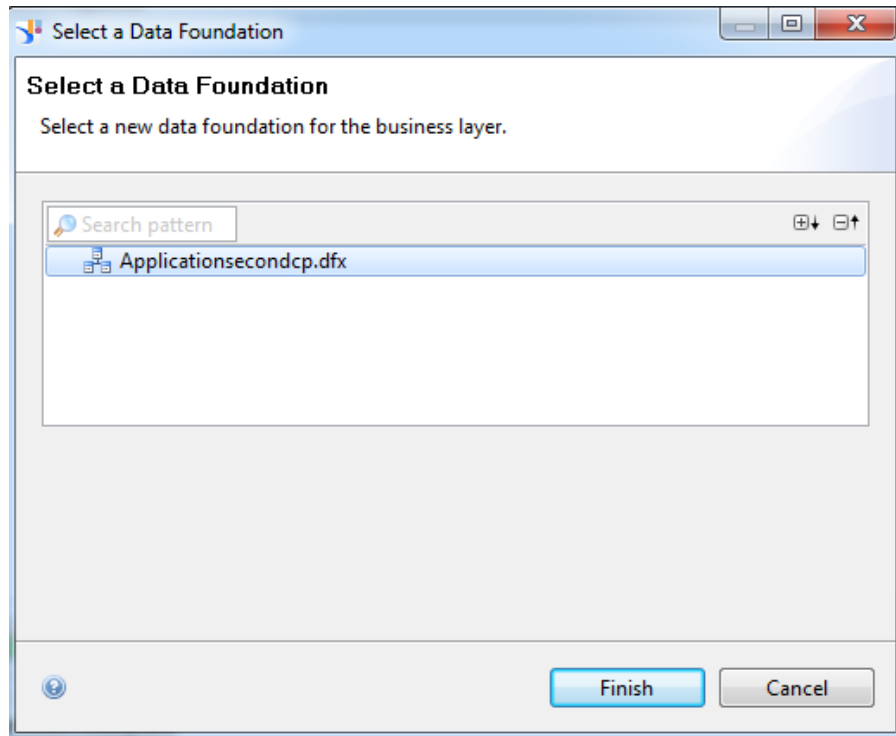 Select a Data Foundation
Select a Data Foundation
Select a new data foundation for the business layer.
Search pattern
Applicationsecondcp.dfx
Finish Cancel